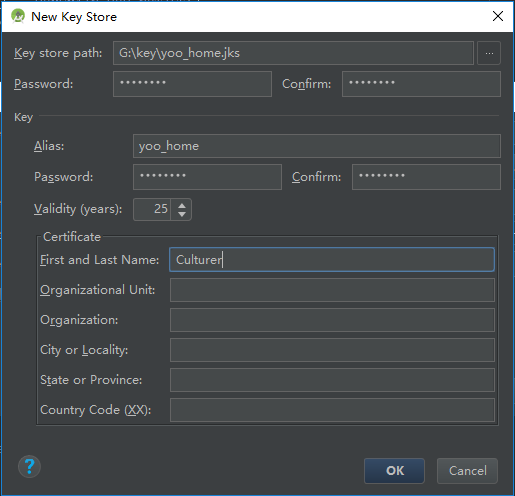 New Key Store
Key store path: G:\key\yoo_home.jks ...
Password: •••••••• Confirm: ••••••••
Key
Alias: yoo_home
Password: •••••••• Confirm: ••••••••
Validity (years): 25
Certificate
First and Last Name: Culturer
Organizational Unit:
Organization:
City or Locality:
State or Province:
Country Code (XX):
? OK Cancel